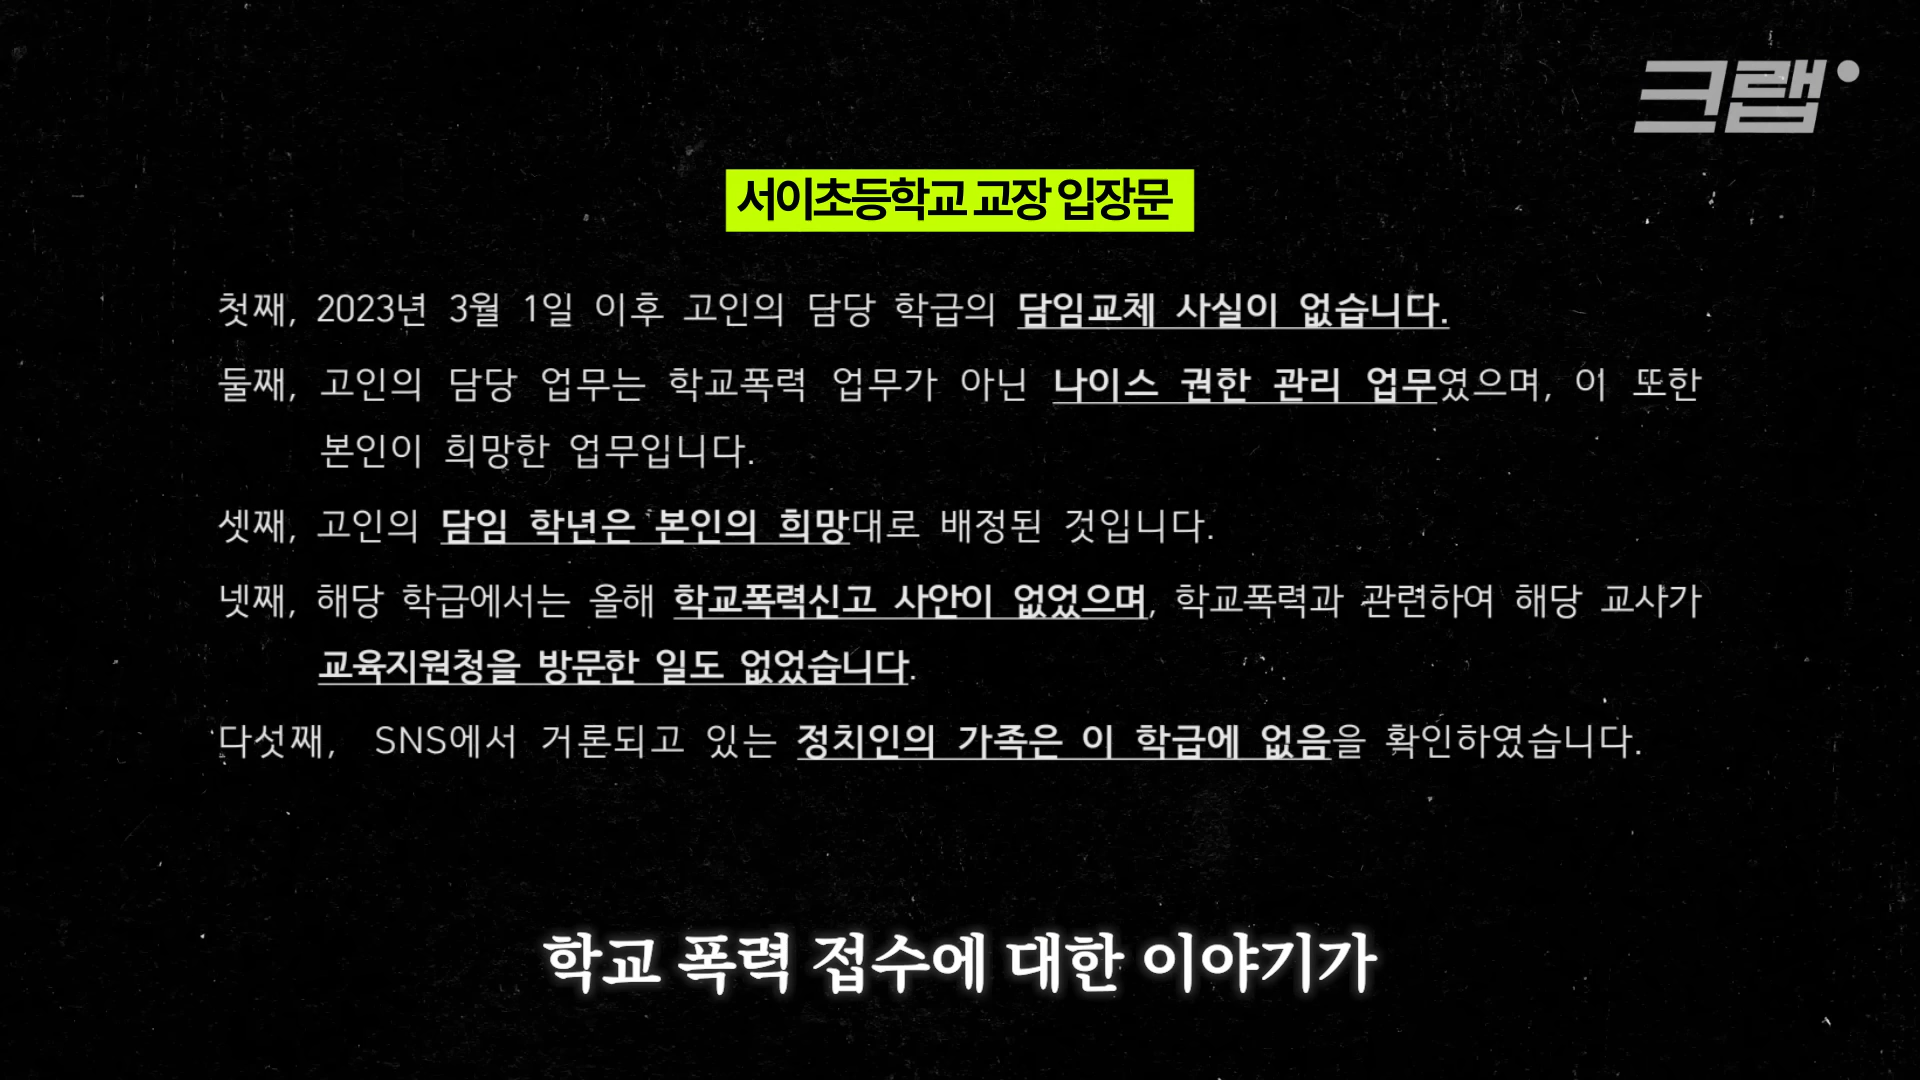 크랩
서이초등학교 교장 입장문
첫째, 2023년 3월 1일 이후 고인의 담당 학급의 담임교체 사실이 없습니다.
둘째, 고인의 담당 업무는 학교폭력 업무가 아닌 나이스 권한 관리 업무였으며, 이 또한
본인이 희망한 업무입니다.
셋째, 고인의 담임 학년은 본인의 희망대로 배정된 것입니다.
넷째, 해당 학급에서는 올해 학교폭력신고 사안이 없었으며, 학교폭력과 관련하여 해당 교사가
교육지원청을 방문한 일도 없었습니다.
다섯째, SNS에서 거론되고 있는 정치인의 가족은 이 학급에 없음을 확인하였습니다.
학교 폭력 접수에 대한 이야기가